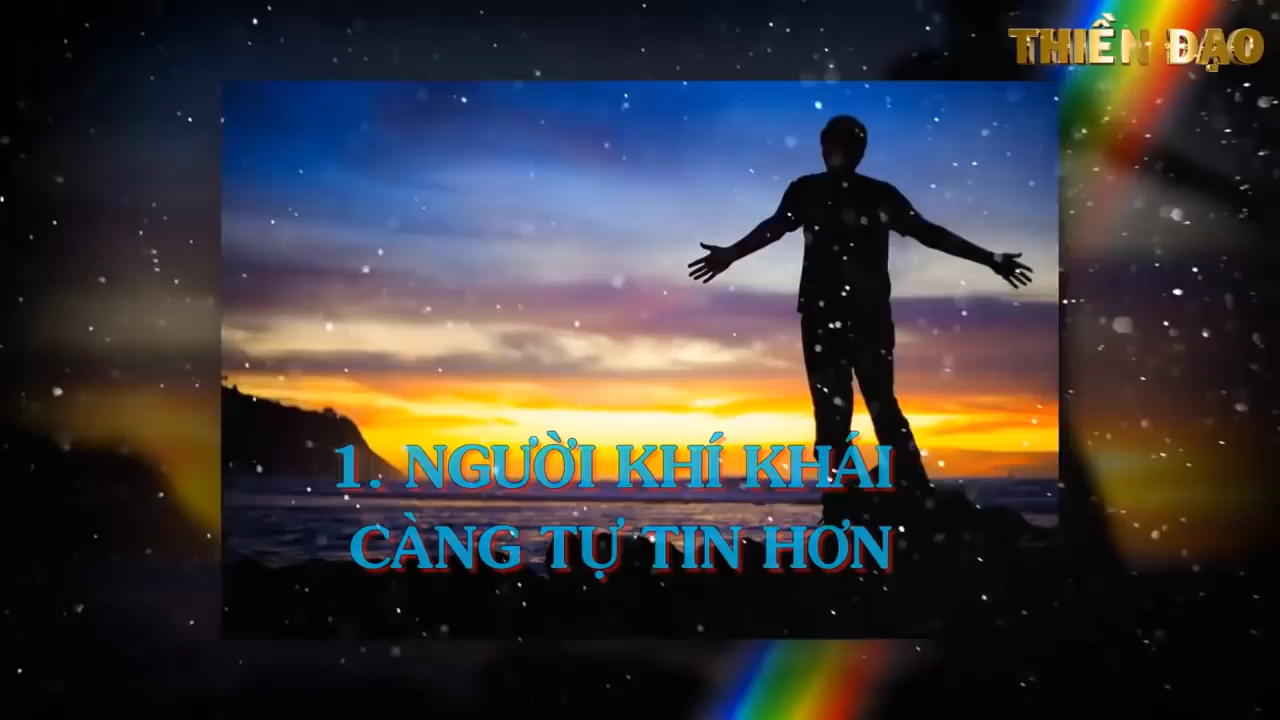 THIỀN ĐẠO
1. NGƯỜI KHÍ KHÁI
CÀNG TỰ TIN HƠN